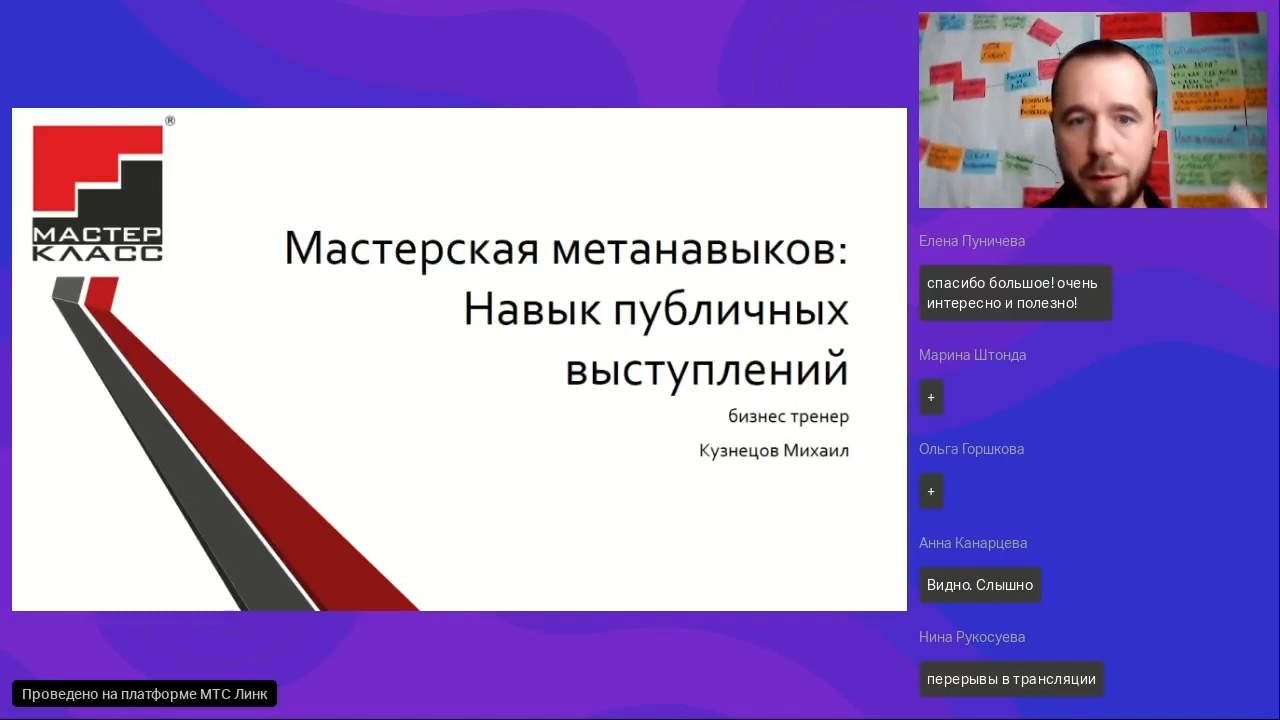 ®
МАСТЕР
КЛАСС
Мастерская метанавыков:
Навык публичных
выступлений
бизнес тренер
Кузнецов Михаил
Елена Пуничева
спасибо большое! очень
интересно и полезно!
Марина Штонда
+
Ольга Горшкова
+
Анна Канарцева
Видно. Слышно
Нина Рукосуева
перерывы в трансляции
Проведено на платформе МТС Линк